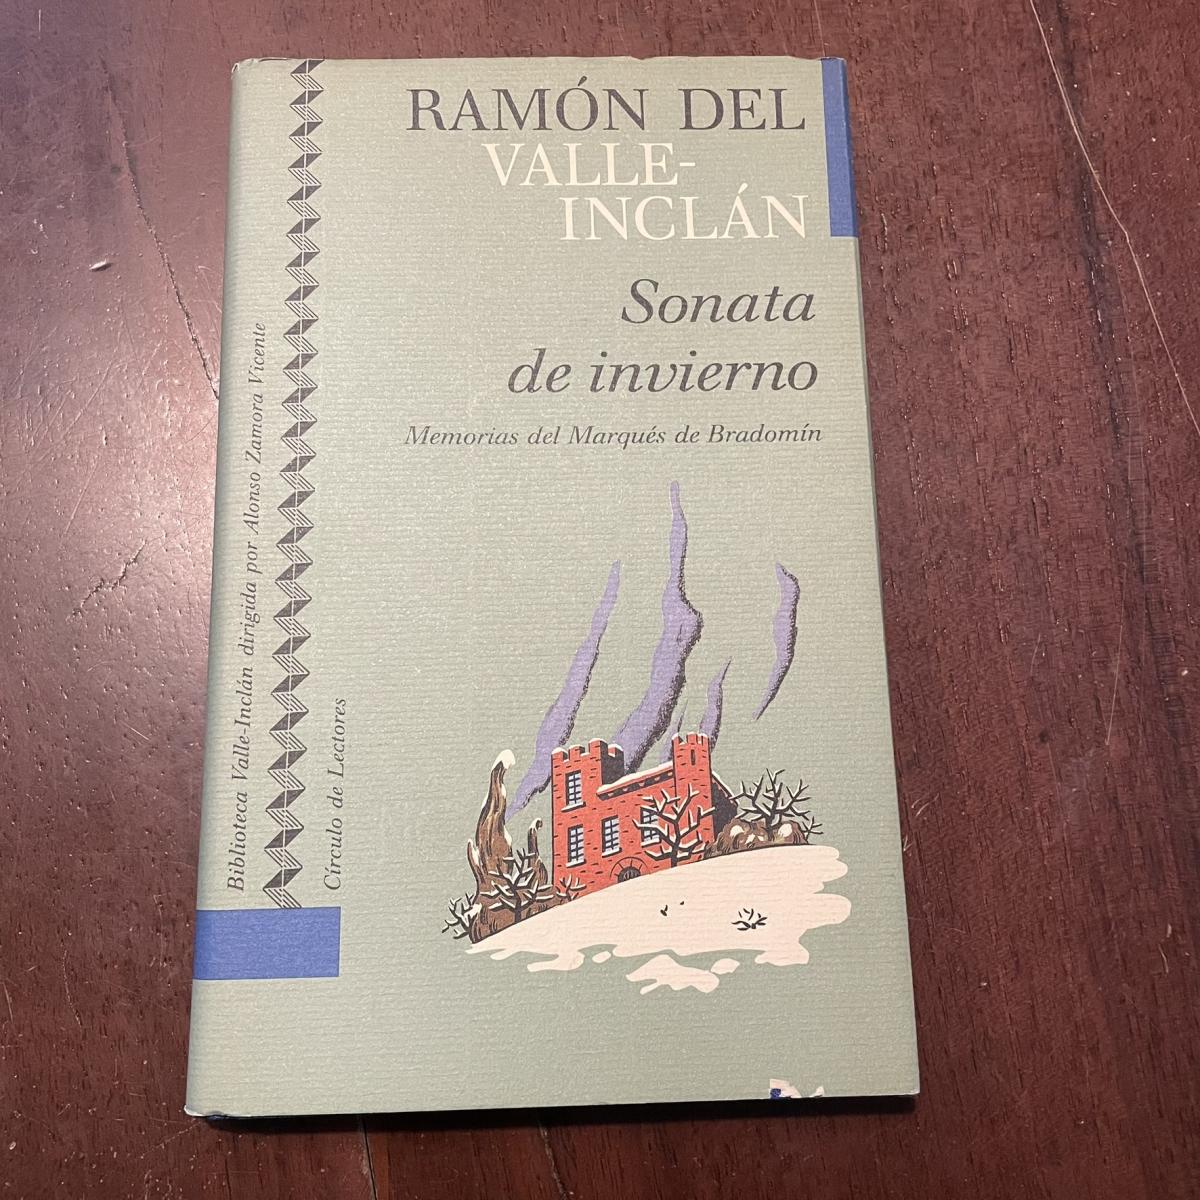 RAMÓN DEL
VALLE-
INCLÁN
Sonata
de invierno
Memorias del Marqués de Bradomín
Biblioteca Valle-Inclán dirigida por Alonso Zamora Vicente
Círculo de Lectores